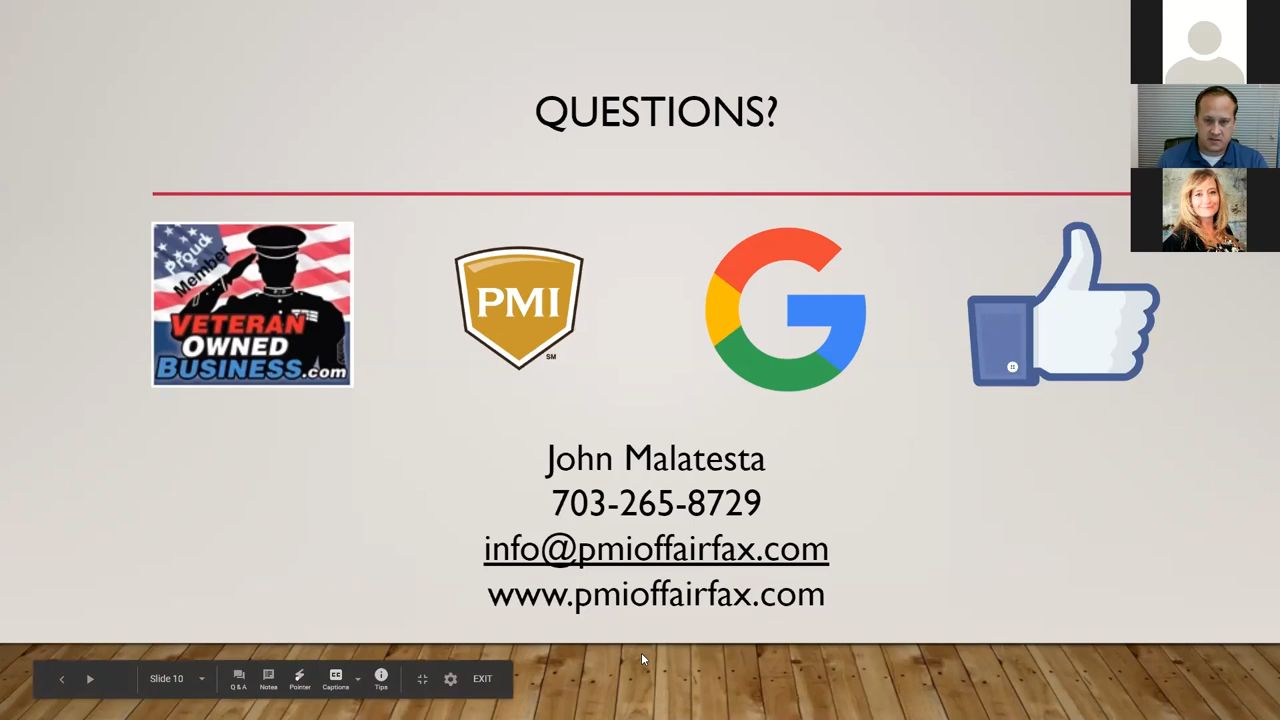 QUESTIONS?
Proud
Member
VETERAN
OWNED
BUSINESS.com
PMI
SM
John Malatesta
703-265-8729
info@pmioffairfax.com
www.pmioffairfax.com
Slide 10
Q & A
Notes
Pointer
Captions
Tips
EXIT